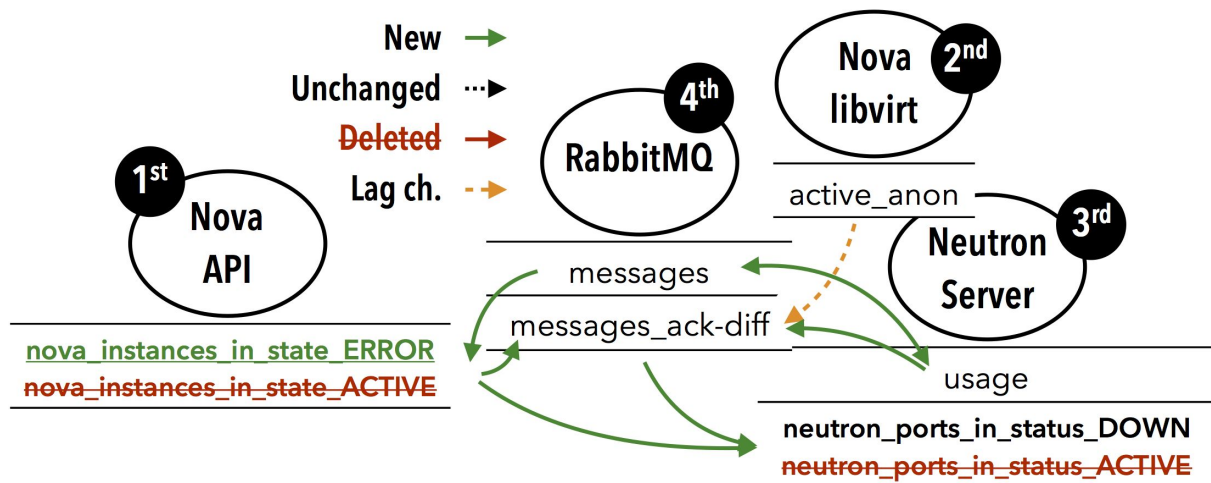 New
Unchanged
Deleted
Lag ch.
1st
Nova
API
nova_instances_in_state_ERROR
nova_instances_in_state_ACTIVE
4th
RabbitMQ
messages
messages_ack-diff
2nd
Nova
libvirt
active_anon
3rd
Neutron
Server
usage
neutron_ports_in_status_DOWN
neutron_ports_in_status_ACTIVE